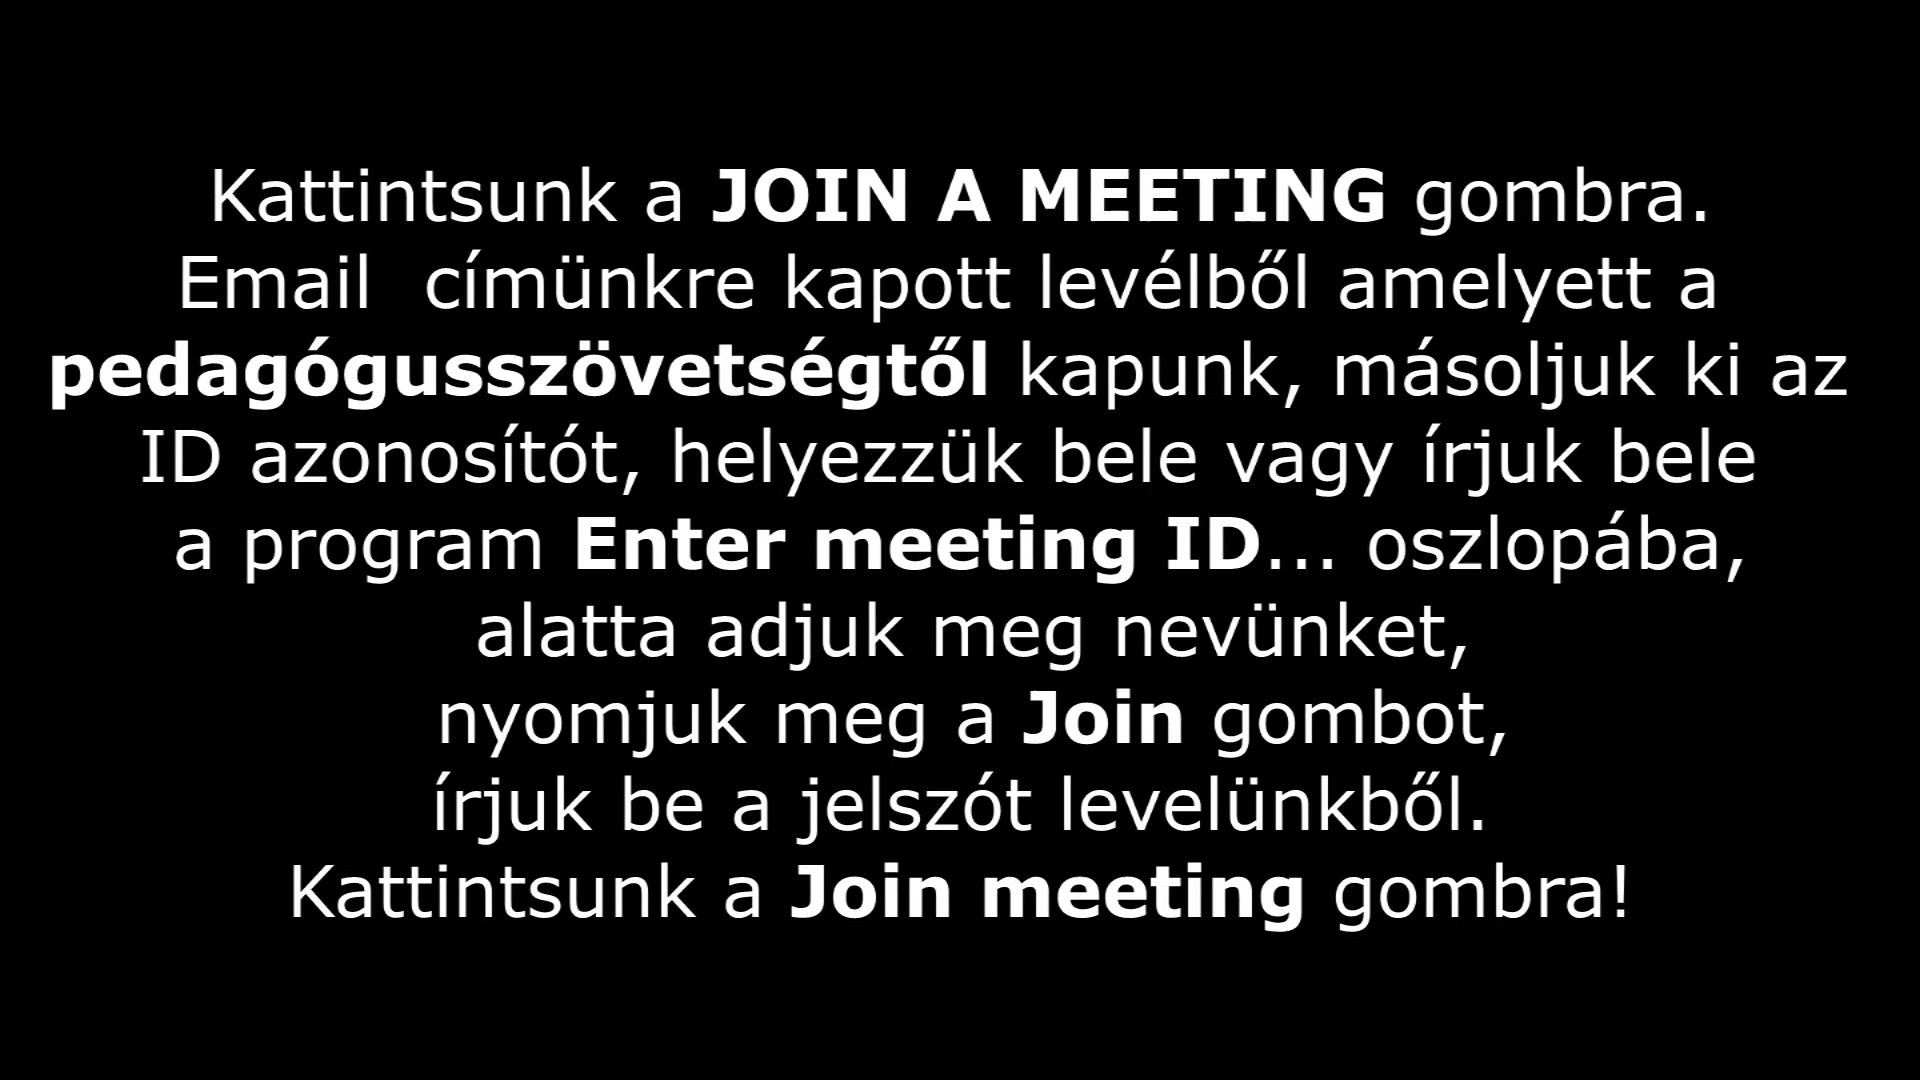 Kattintsunk a JOIN A MEETING gombra.
Email  címünkre kapott levélből amelyett a
pedagógusszövetségtől kapunk, másoljuk ki az
ID azonosítót, helyezzük bele vagy írjuk bele
a program Enter meeting ID... oszlopába,
alatta adjuk meg nevünket,
nyomjuk meg a Join gombot,
írjuk be a jelszót levelünkből.
Kattintsunk a Join meeting gombra!